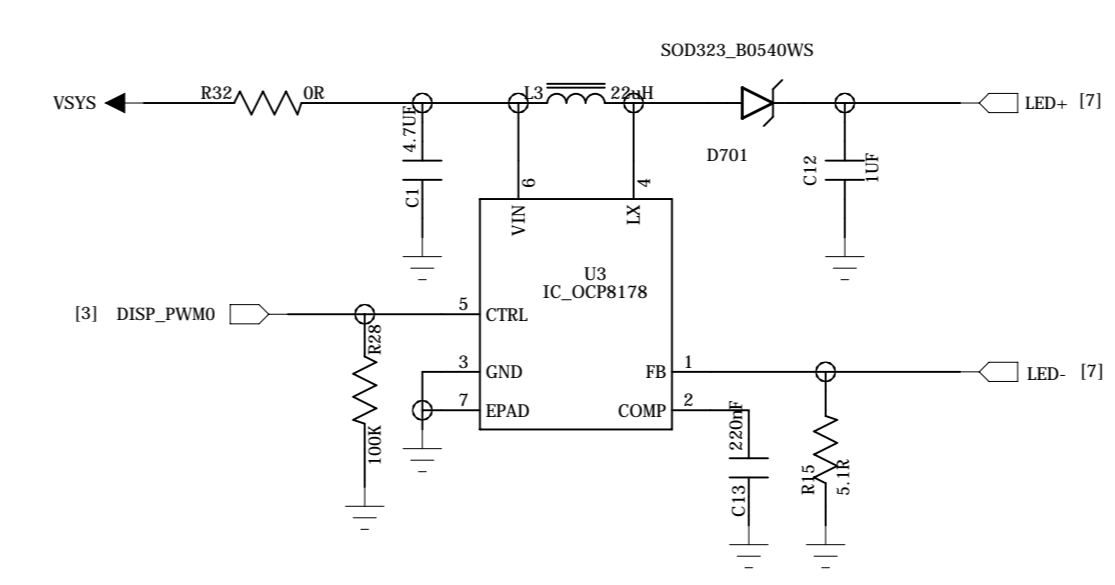 SOD323_B0540WS
VSYS
R32
0R
L3
22uH
LED+
[7]
4.7UF
C1
D701
C12
1UF
6
VIN
4
LX
U3
IC_OCP8178
[3]
DISP_PWM0
5
CTRL
R28
100K
3
GND
7
EPAD
FB
1
COMP
2
LED-
[7]
220nF
C13
R15
5.1R